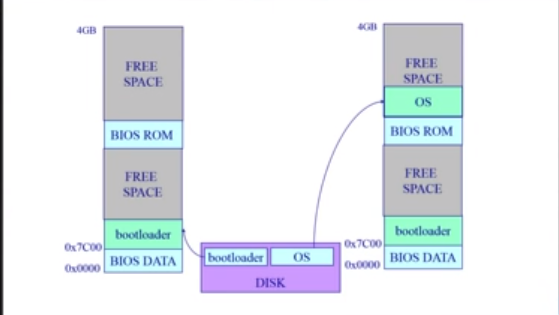 4GB
FREE
SPACE
BIOS ROM
FREE
SPACE
bootloader
0x7C00
BIOS DATA
0x0000
bootloader
OS
DISK
4GB
FREE
SPACE
OS
BIOS ROM
FREE
SPACE
bootloader
0x7C00
BIOS DATA
0x0000